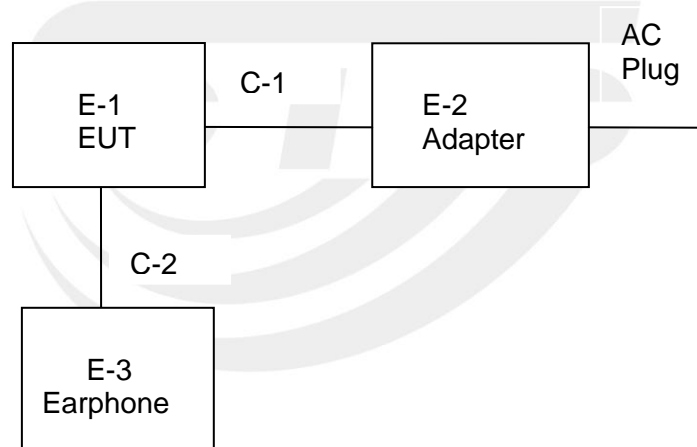 E-1
EUT
C-1
E-2
Adapter
AC
Plug
C-2
E-3
Earphone